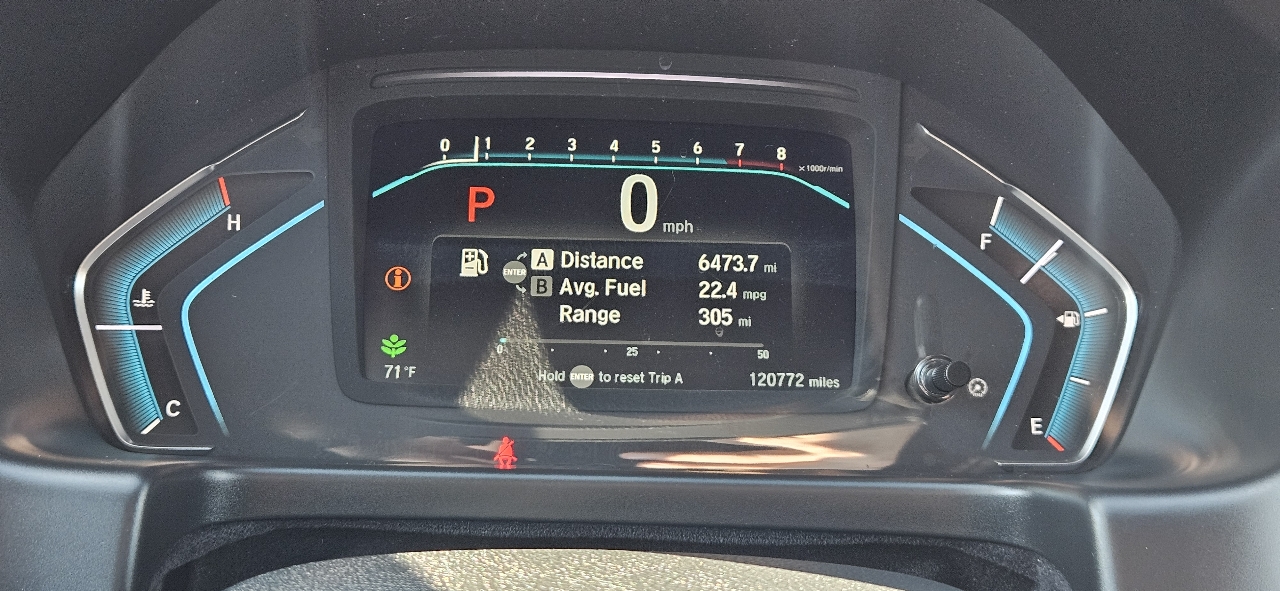 0 1 2 3 4 5 6 7 8
x1000r/min
P 0 mph
H
F
ENTER A Distance 6473.7 mi
B Avg. Fuel 22.4 mpg
Range 305 mi
0 25 50
71°F
Hold ENTER to reset Trip A 120772 miles
C
E